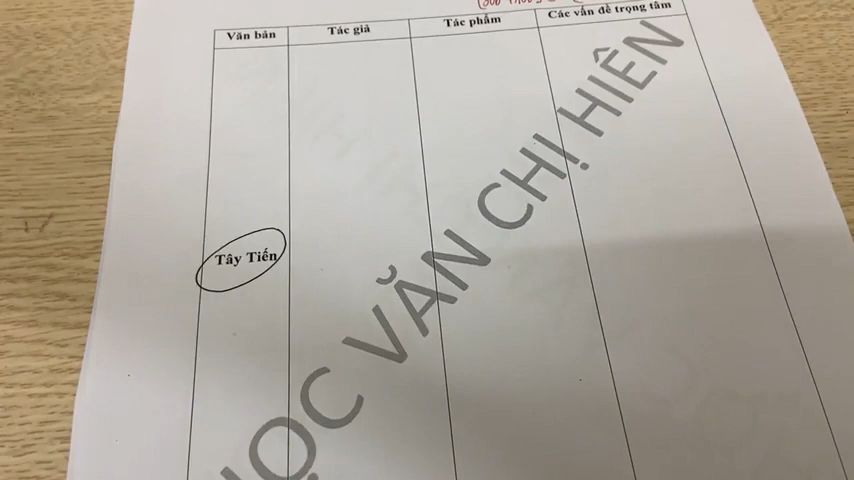 Văn bản Tác giả Tác phẩm Các vấn đề trọng tâm
Tây Tiến
HỌC VĂN CHỊ HIÊN